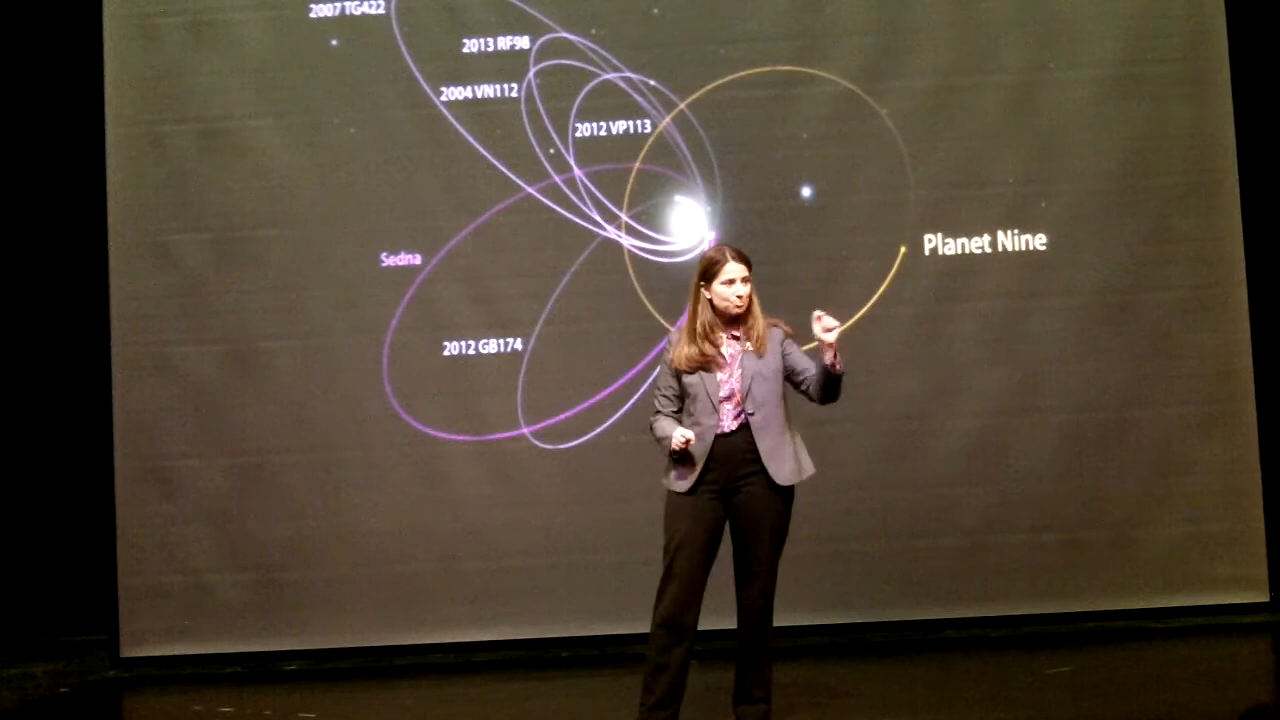 2007 TG422
2013 RF98
2004 VN112
2012 VP113
Planet Nine
Sedna
2012 GB174